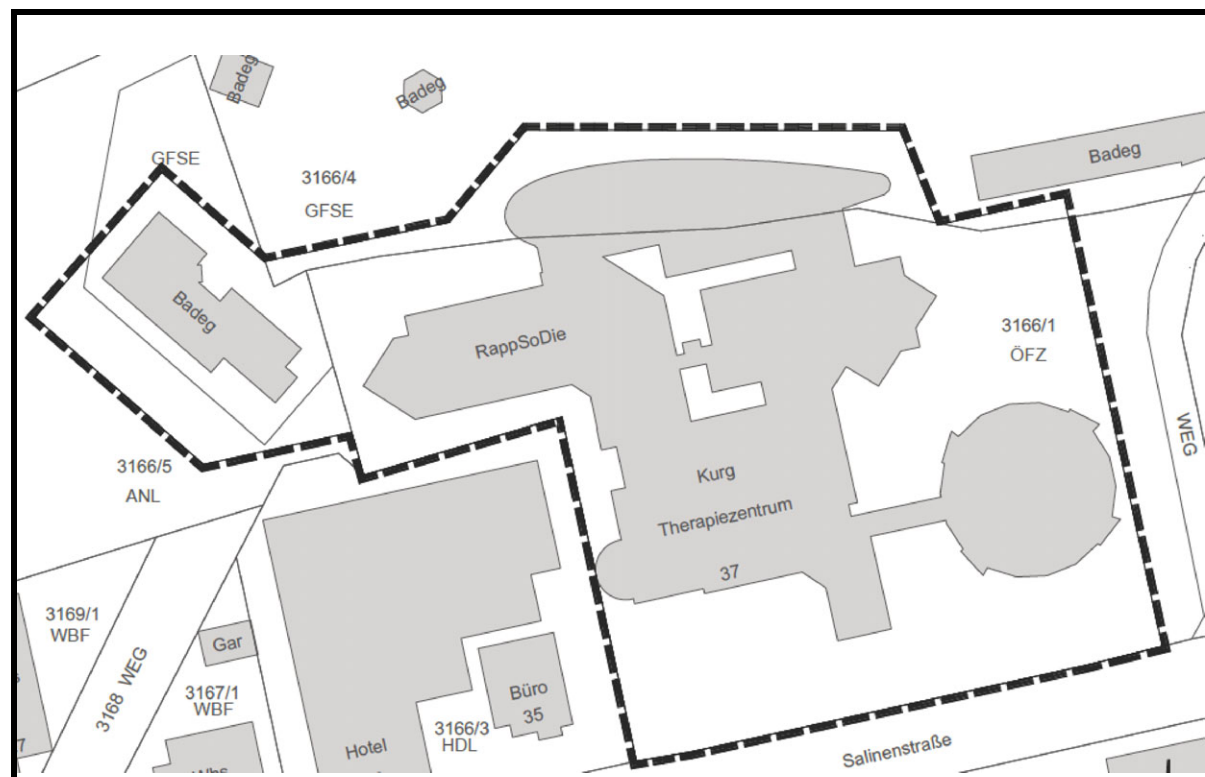 Badeg
Badeg
GFSE
3166/4
GFSE
Badeg
Badeg
RappSoDie
3166/1
ÖFZ
WEG
3166/5
ANL
Kurg
Therapiezentrum
37
3169/1
WBF
Gar
3168 WEG
3167/1
WBF
Büro
35
3166/3
HDL
Hotel
Salinenstraße